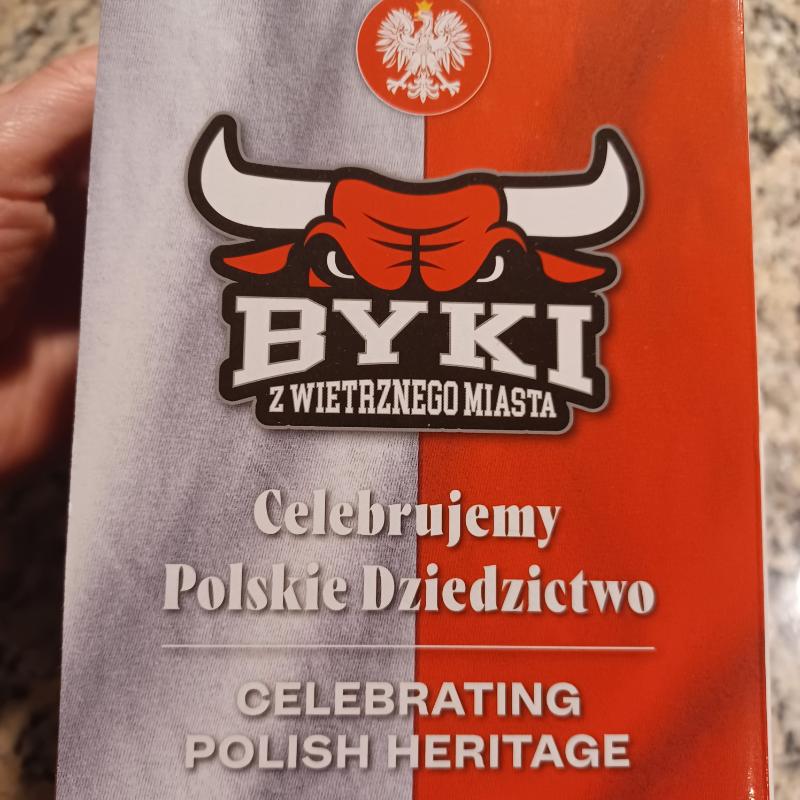 BYKI
Z WIETRZNEGO MIASTA
Celebrujemy
Polskie Dziedzictwo
CELEBRATING
POLISH HERITAGE